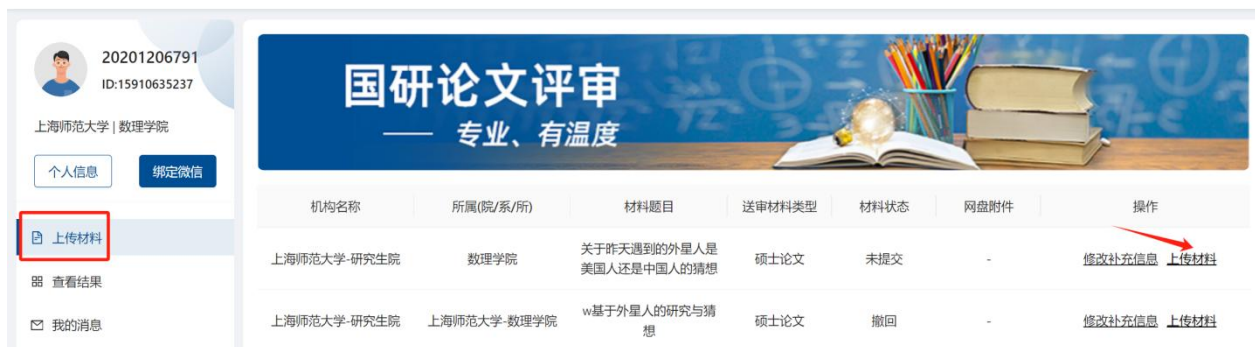 20201206791
ID:15910635237
上海师范大学 | 数理学院
个人信息
绑定微信
上传材料
查看结果
我的消息
国研论文评审
—— 专业、有温度
机构名称 所属(院/系/所) 材料题目 送审材料类型 材料状态 网盘附件 操作
上海师范大学-研究生院 数理学院 关于昨天遇到的外星人是 硕士论文 未提交 - 修改补充信息 上传材料
美国人还是中国人的猜想
上海师范大学-研究生院 上海师范大学-数理学院 w基于外星人的研究与猜 硕士论文 撤回 - 修改补充信息 上传材料
想